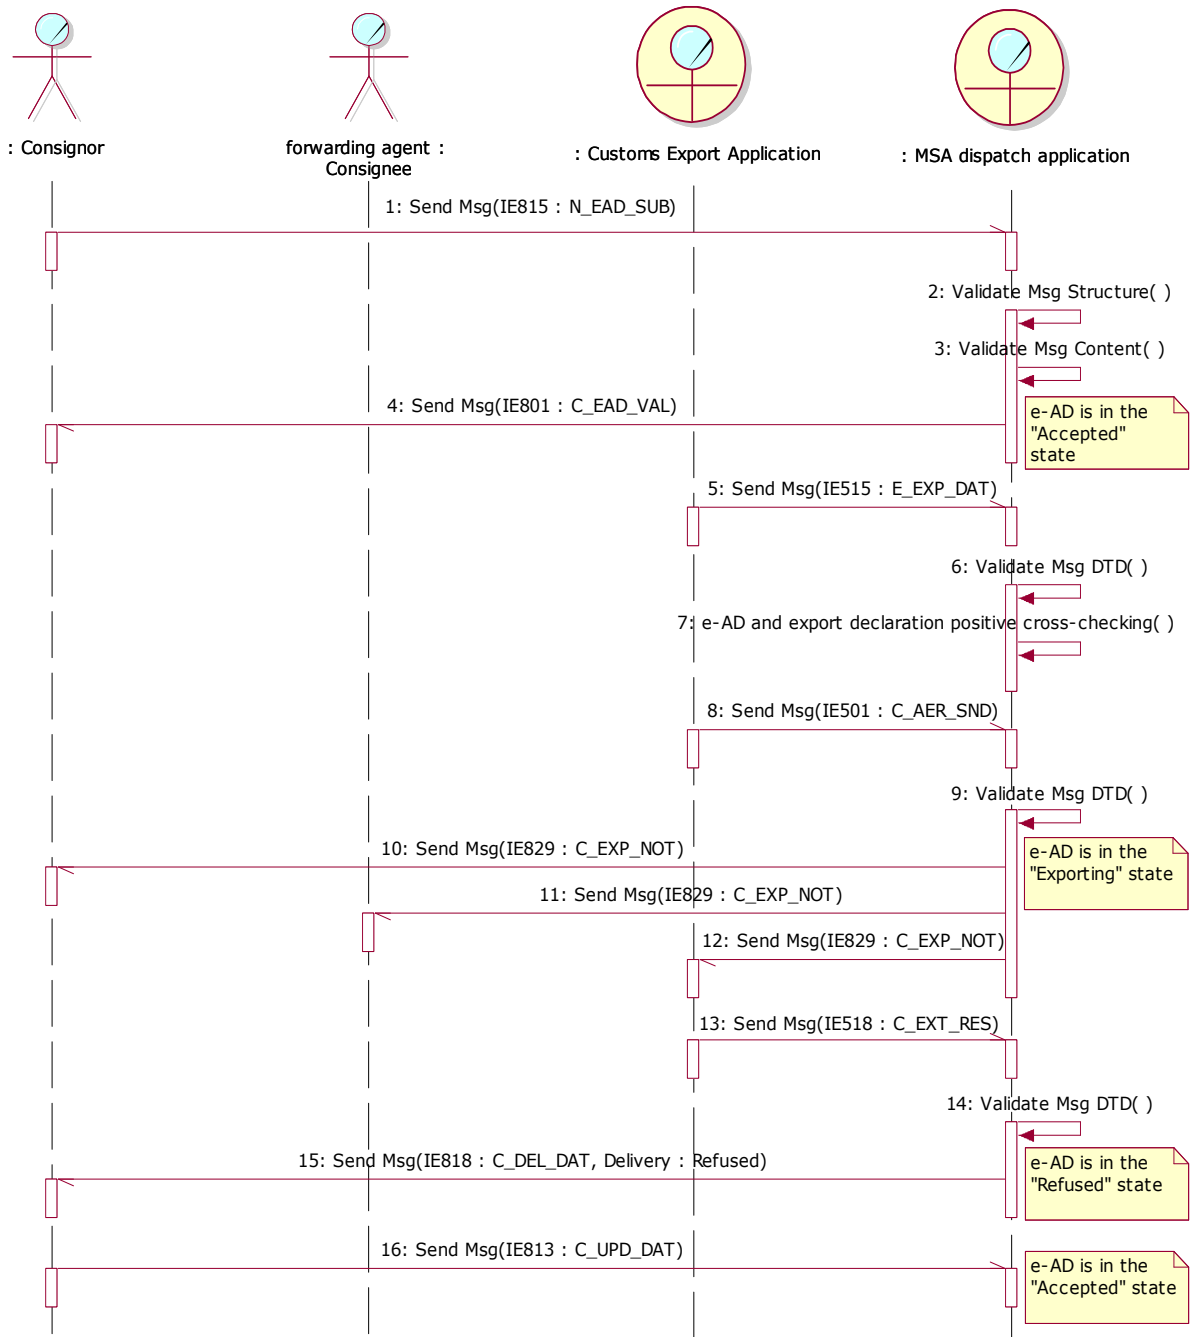 : Consignor
forwarding agent :
Consignee
: Customs Export Application
: MSA dispatch application
1: Send Msg(IE815 : N_EAD_SUB)
2: Validate Msg Structure( )
3: Validate Msg Content( )
4: Send Msg(IE801 : C_EAD_VAL)
e-AD is in the
"Accepted"
state
5: Send Msg(IE515 : E_EXP_DAT)
6: Validate Msg DTD( )
7: e-AD and export declaration positive cross-checking( )
8: Send Msg(IE501 : C_AER_SND)
9: Validate Msg DTD( )
10: Send Msg(IE829 : C_EXP_NOT)
e-AD is in the
"Exporting" state
11: Send Msg(IE829 : C_EXP_NOT)
12: Send Msg(IE829 : C_EXP_NOT)
13: Send Msg(IE518 : C_EXT_RES)
14: Validate Msg DTD( )
15: Send Msg(IE818 : C_DEL_DAT, Delivery : Refused)
e-AD is in the
"Refused" state
16: Send Msg(IE813 : C_UPD_DAT)
e-AD is in the
"Accepted" state